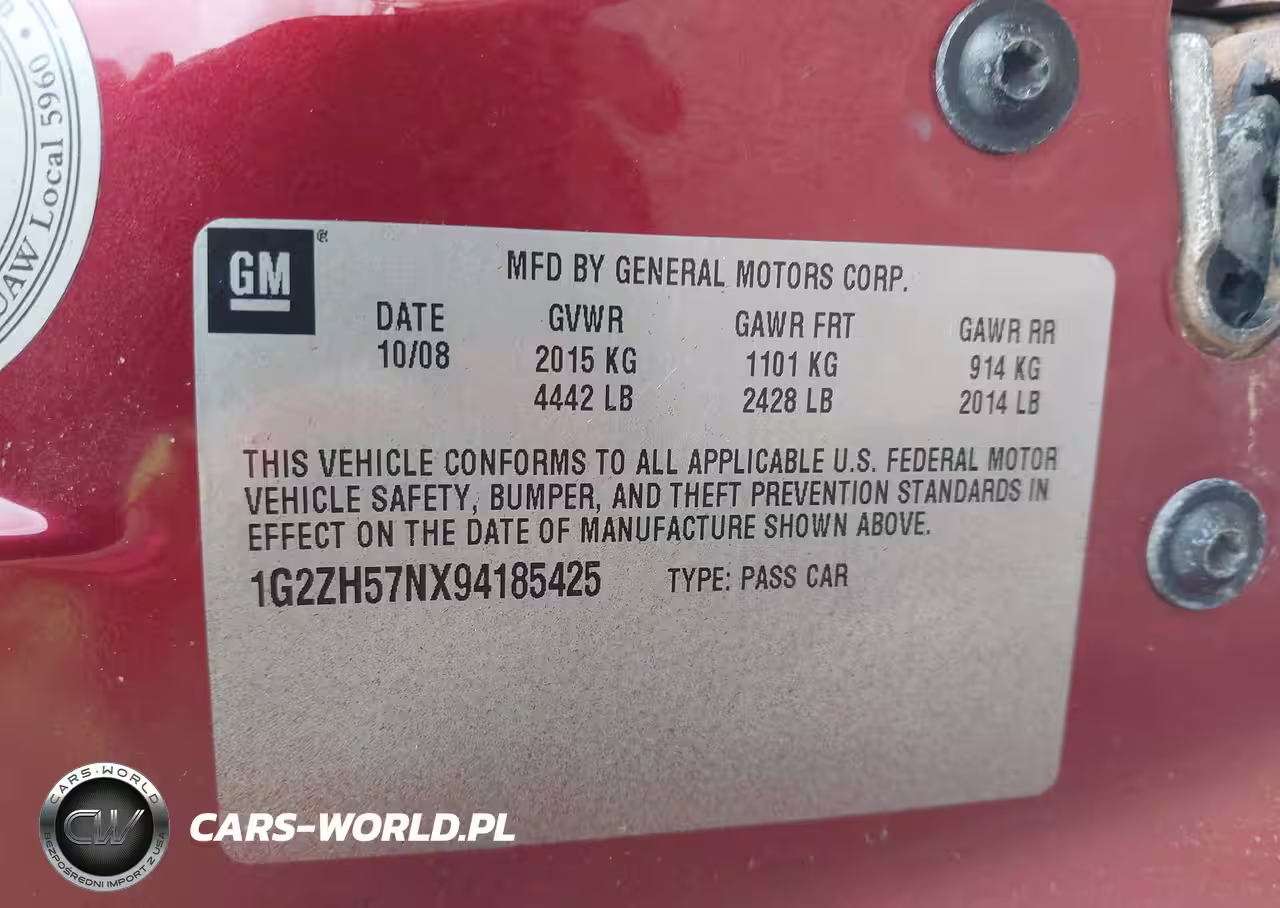 UAW Local 5960
GM®
MFD BY GENERAL MOTORS CORP.
DATE GVWR GAWR FRT GAWR RR
10/08 2015 KG 1101 KG 914 KG
4442 LB 2428 LB 2014 LB
THIS VEHICLE CONFORMS TO ALL APPLICABLE U.S. FEDERAL MOTOR
VEHICLE SAFETY, BUMPER, AND THEFT PREVENTION STANDARDS IN
EFFECT ON THE DATE OF MANUFACTURE SHOWN ABOVE.
1G2ZH57NX94185425 TYPE: PASS CAR
CARS-WORLD
CW
BEZPOŚREDNI IMPORT Z USA
CARS-WORLD.PL